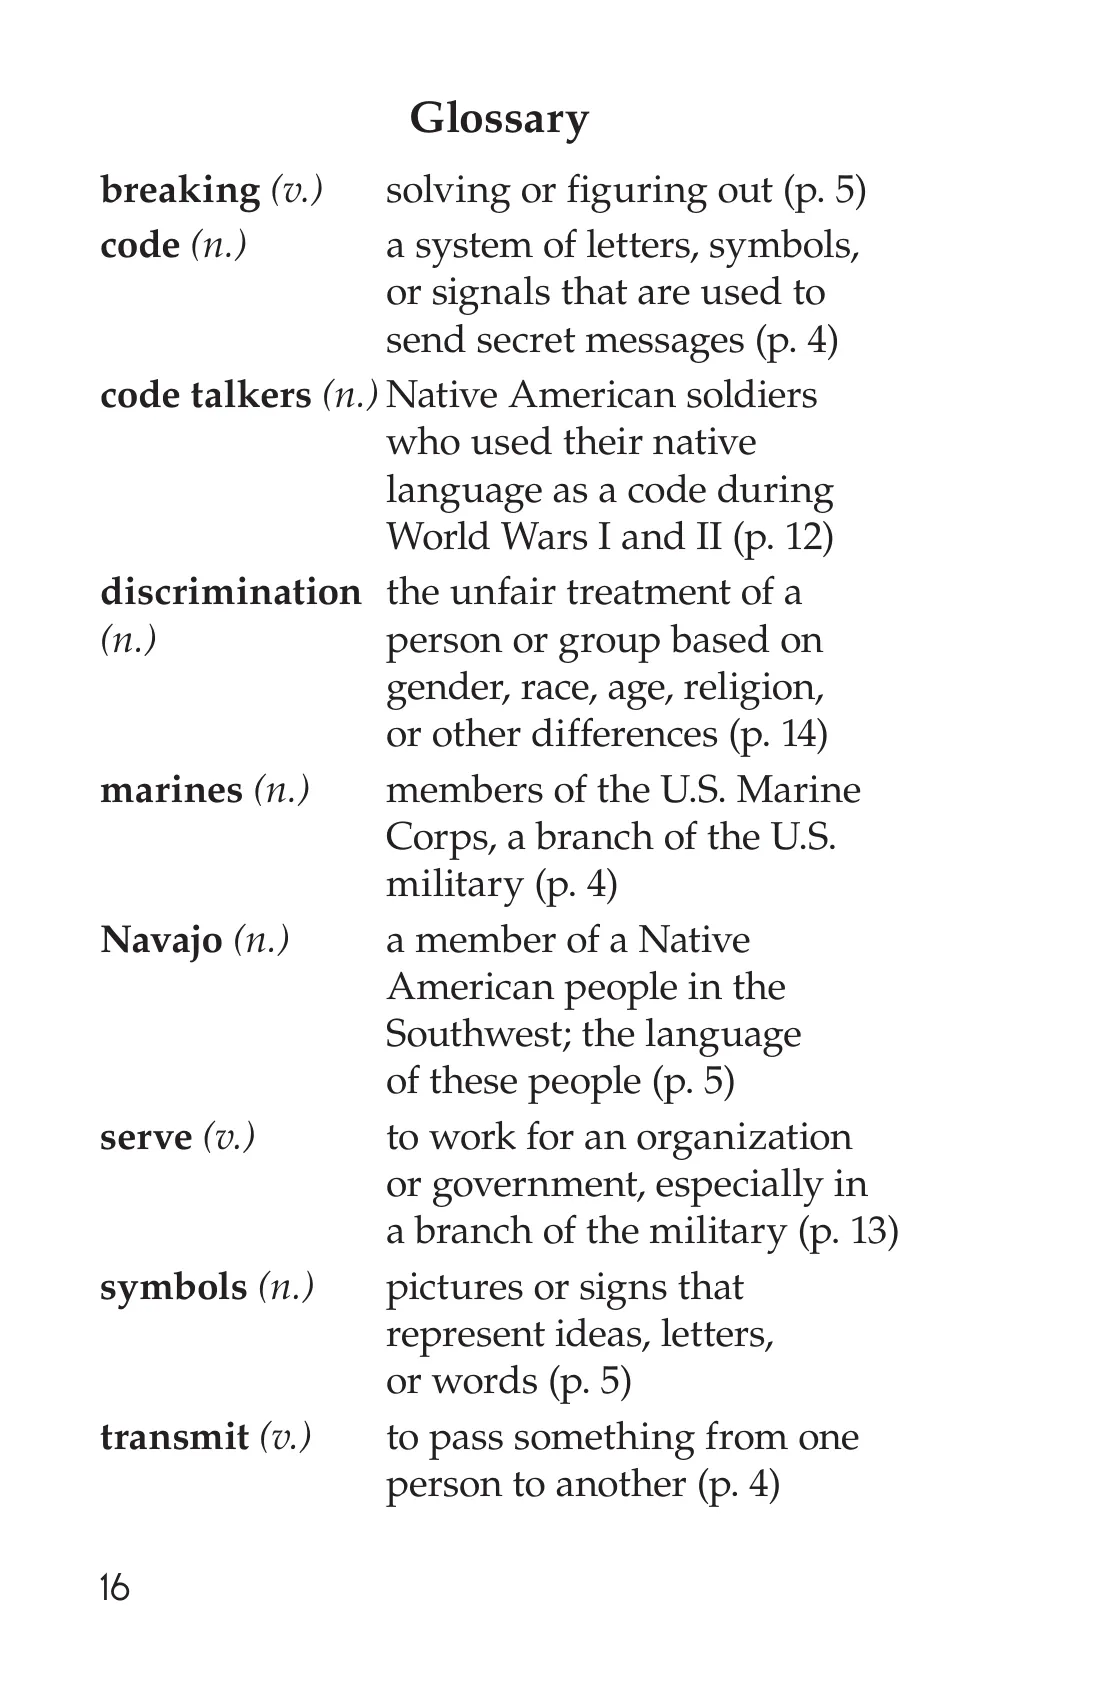 Glossary
breaking (v.) solving or figuring out (p. 5)
code (n.) a system of letters, symbols,
or signals that are used to
send secret messages (p. 4)
code talkers (n.) Native American soldiers
who used their native
language as a code during
World Wars I and II (p. 12)
discrimination the unfair treatment of a
(n.) person or group based on
gender, race, age, religion,
or other differences (p. 14)
marines (n.) members of the U.S. Marine
Corps, a branch of the U.S.
military (p. 4)
Navajo (n.) a member of a Native
American people in the
Southwest; the language
of these people (p. 5)
serve (v.) to work for an organization
or government, especially in
a branch of the military (p. 13)
symbols (n.) pictures or signs that
represent ideas, letters,
or words (p. 5)
transmit (v.) to pass something from one
person to another (p. 4)
16